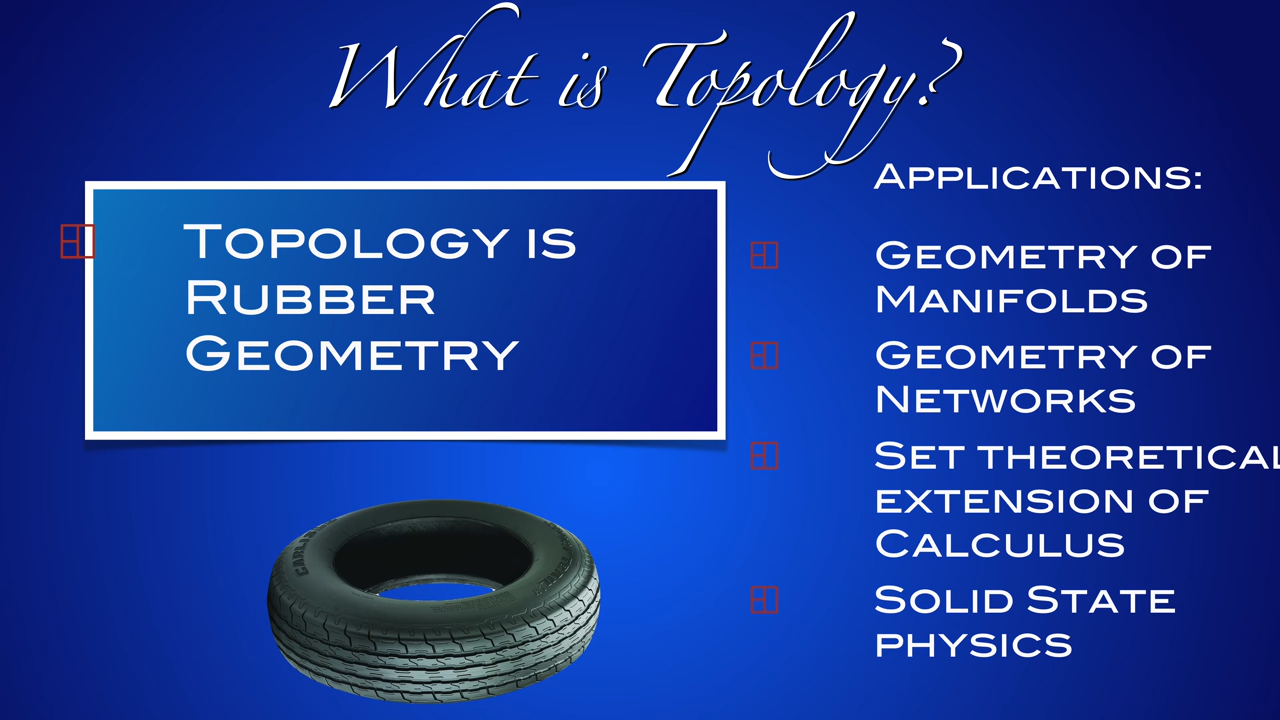 What is Topology?
Topology is
Rubber
Geometry
Applications:
Geometry of
Manifolds
Geometry of
Networks
Set theoretical
extension of
Calculus
Solid State
physics